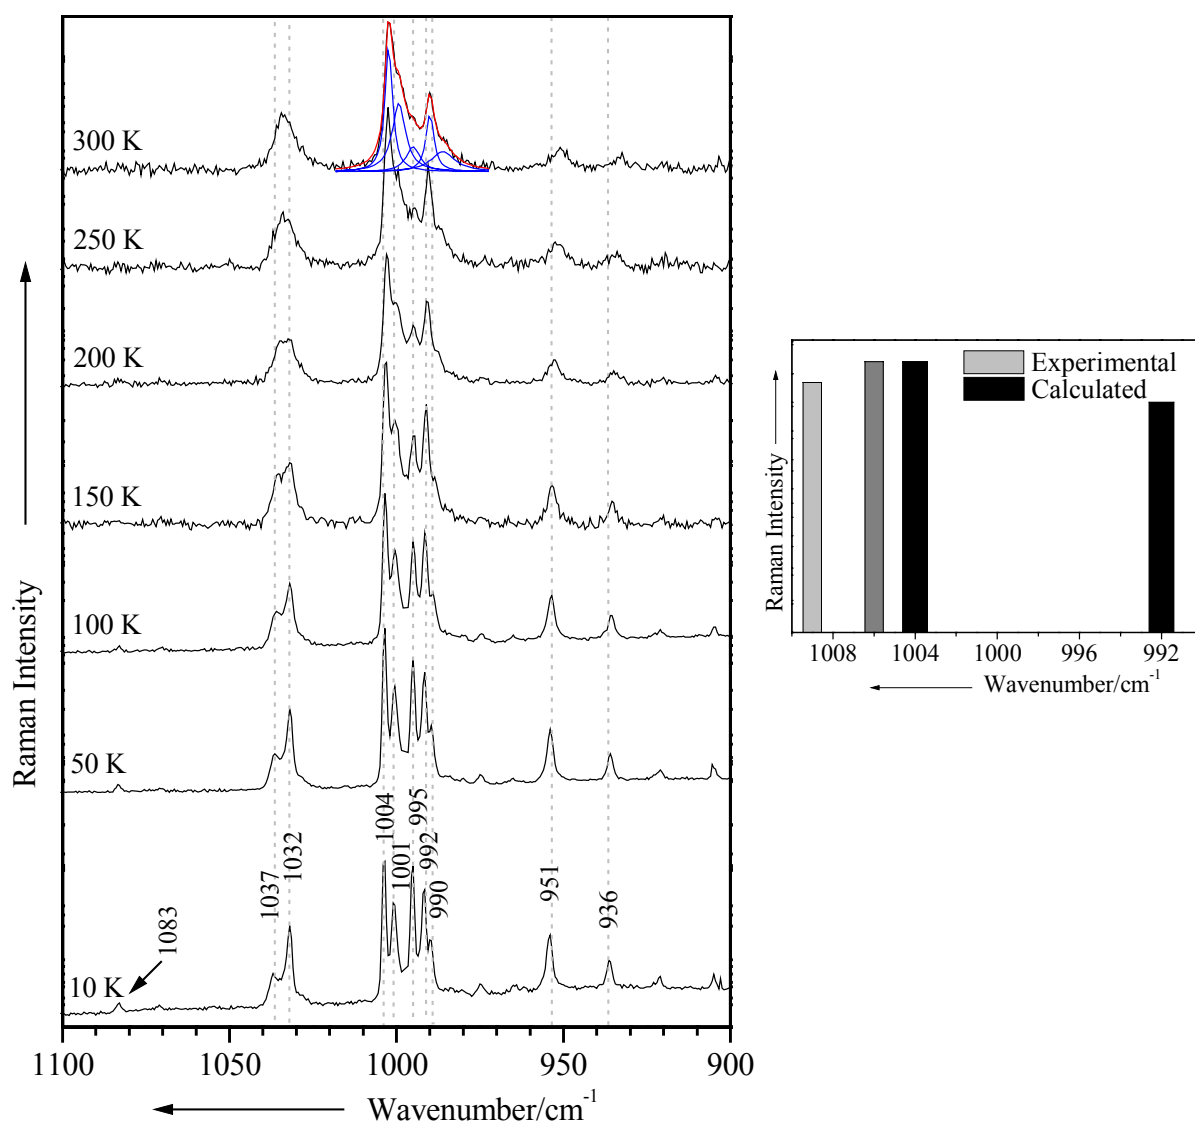 300 K
250 K
200 K
150 K
100 K
50 K
10 K
1083
1037
1032
1004
1001
995
992
990
951
936
Raman Intensity
1100 1050 1000 950 900
Wavenumber/cm-1
Experimental
Calculated
Raman Intensity
1008 1004 1000 996 992
Wavenumber/cm-1